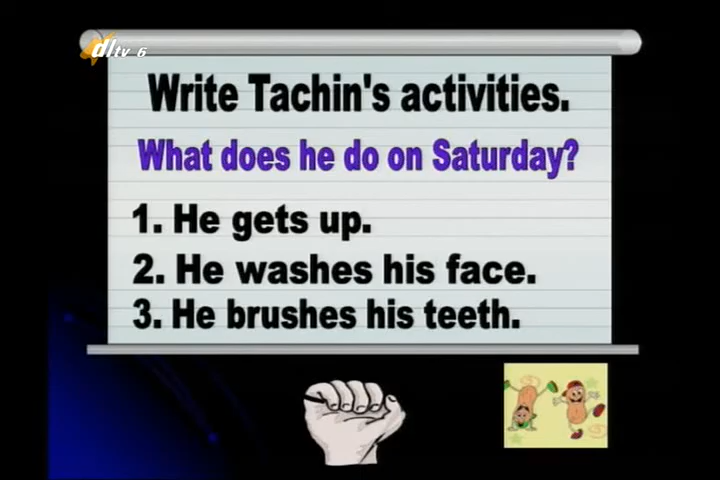 dltv 6
Write Tachin's activities.
What does he do on Saturday?
1. He gets up.
2. He washes his face.
3. He brushes his teeth.